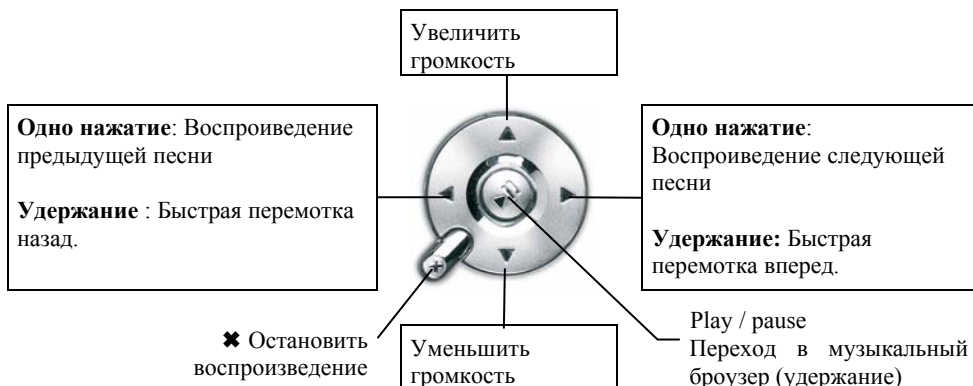 Увеличить
громкость
Одно нажатие: Воспроиведение
предыдущей песни
Удержание : Быстрая перемотка
назад.
Одно нажатие:
Воспроиведение следующей
песни
Удержание: Быстрая
перемотка вперед.
✖ Остановить
воспроизведение
Уменьшить
громкость
Play / pause
Переход в музыкальный
броузер (удержание)